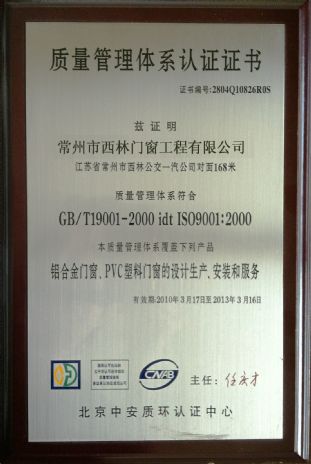 质量管理体系认证证书
证书编号:2804Q10826R0S
兹证明
常州市西林门窗工程有限公司
江苏省常州市西林公交一汽公司对面168米
质量管理体系符合
GB/T19001-2000 idt ISO9001:2000
本质量管理体系覆盖下列产品
铝合金门窗、PVC塑料门窗的设计生产、安装和服务
有效期:2010年3月17日至2013年3月16日
CNAB
主任:
北京中安质环认证中心